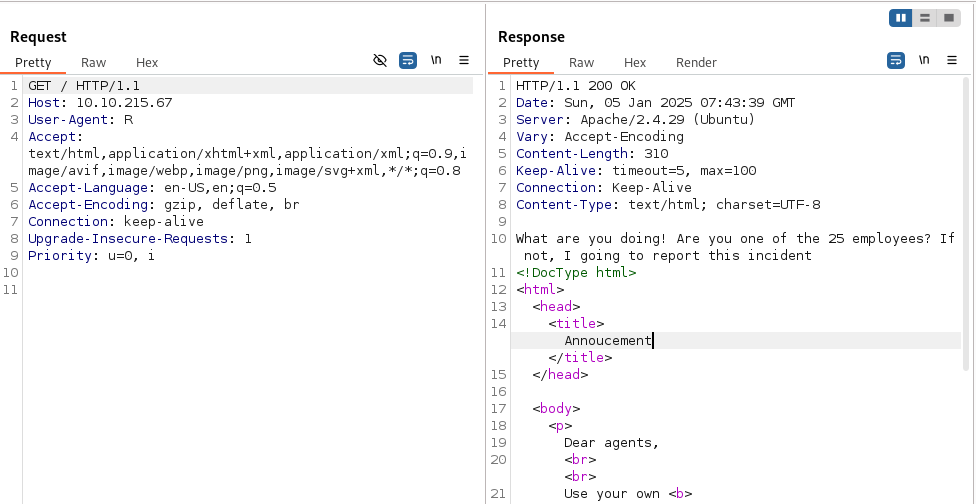 Request
Pretty Raw Hex \n
1 GET / HTTP/1.1
2 Host: 10.10.215.67
3 User-Agent: R
4 Accept:
text/html,application/xhtml+xml,application/xml;q=0.9,i
mage/avif,image/webp,image/png,image/svg+xml,*/*;q=0.8
5 Accept-Language: en-US,en;q=0.5
6 Accept-Encoding: gzip, deflate, br
7 Connection: keep-alive
8 Upgrade-Insecure-Requests: 1
9 Priority: u=0, i
10
11
Response
Pretty Raw Hex Render \n
1 HTTP/1.1 200 OK
2 Date: Sun, 05 Jan 2025 07:43:39 GMT
3 Server: Apache/2.4.29 (Ubuntu)
4 Vary: Accept-Encoding
5 Content-Length: 310
6 Keep-Alive: timeout=5, max=100
7 Connection: Keep-Alive
8 Content-Type: text/html; charset=UTF-8
9
10 What are you doing! Are you one of the 25 employees? If
not, I going to report this incident
11 <!DocType html>
12 <html>
13 <head>
14 <title>
Annoucement
</title>
15 </head>
16
17 <body>
18 <p>
19 Dear agents,
20 <br>
<br>
21 Use your own <b>